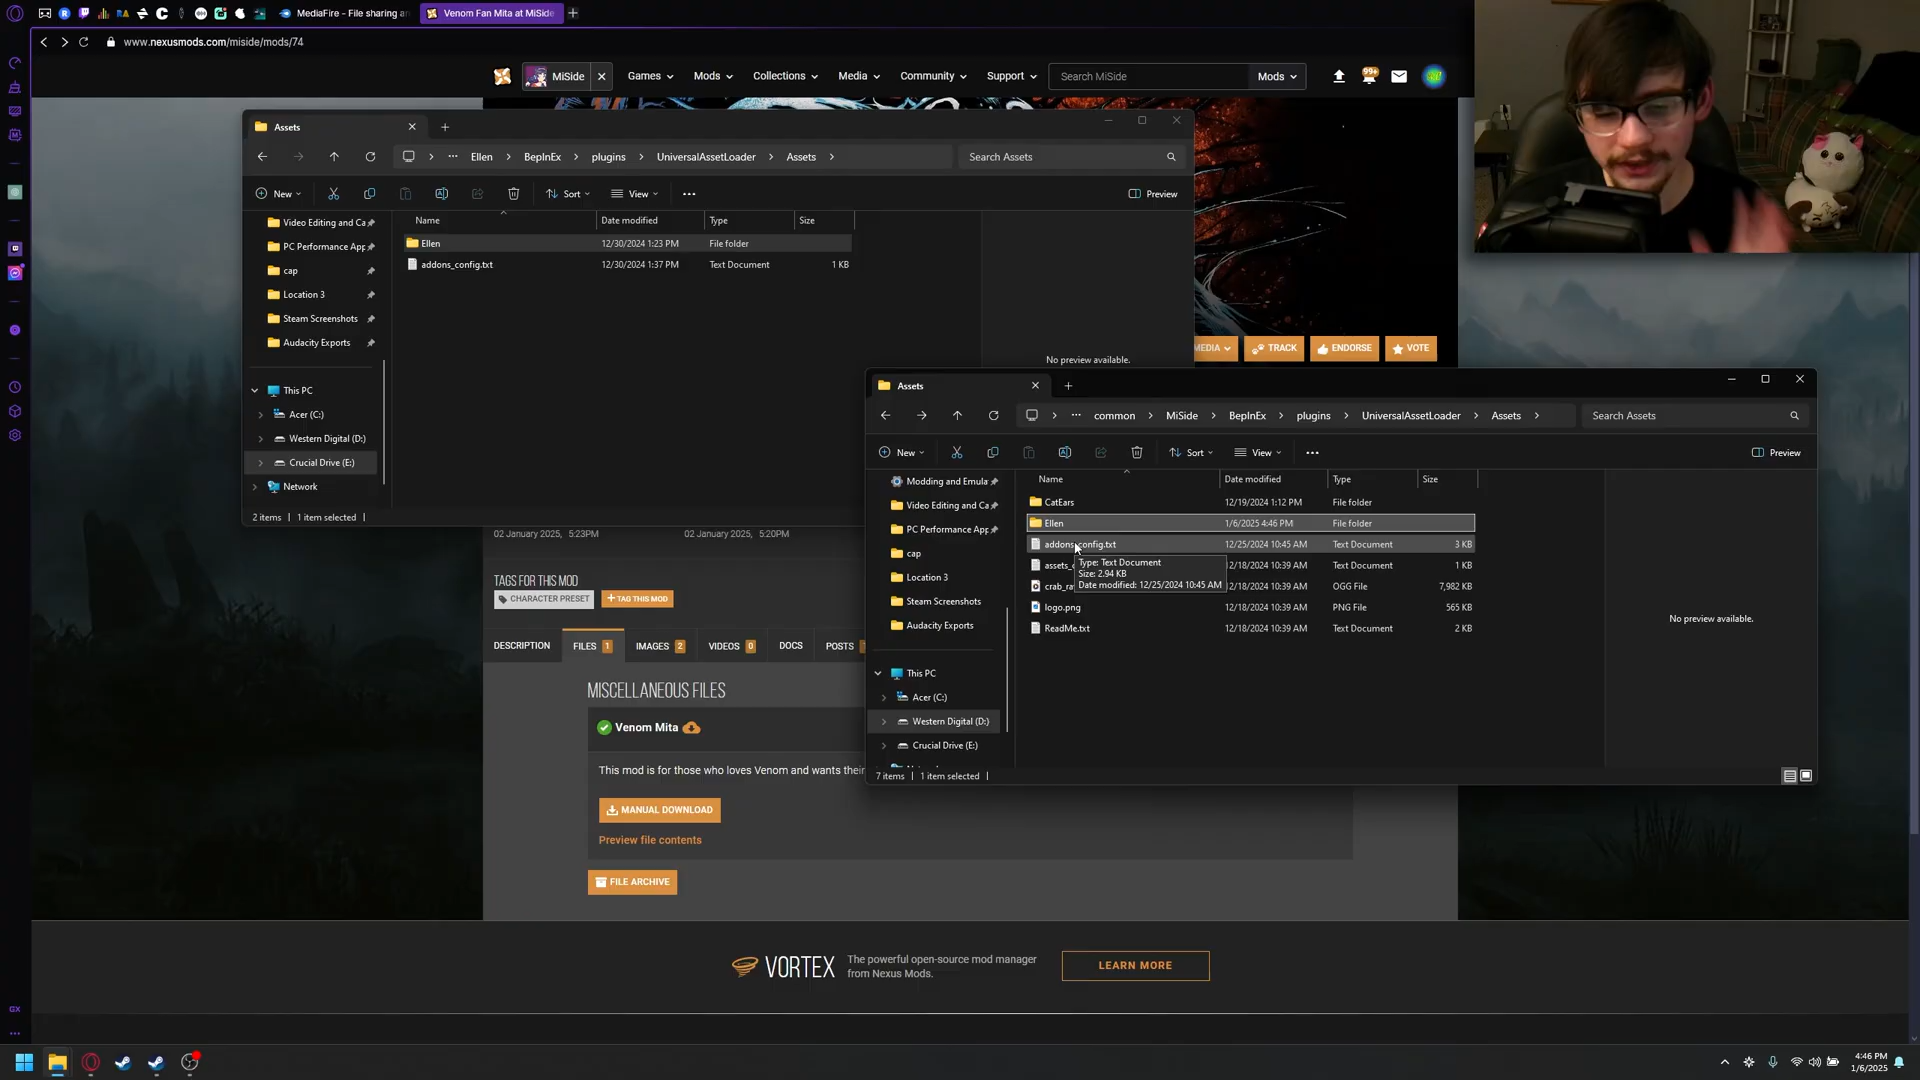 MediaFire - File sharing an
Venom Fan Mita at MiSide
www.nexusmods.com/miside/mods/74
MiSide
Games
Mods
Collections
Media
Community
Support
Search MiSide
Mods
99+
Assets
Ellen
BepInEx
plugins
UniversalAssetLoader
Assets
Search Assets
New
Sort
View
Preview
Name
Date modified
Type
Size
Video Editing and Ca
PC Performance App
cap
Location 3
Steam Screenshots
Audacity Exports
This PC
Acer (C:)
Western Digital (D:)
Crucial Drive (E:)
Network
Ellen 12/30/2024 1:23 PM File folder
addons_config.txt 12/30/2024 1:37 PM Text Document 1 KB
No preview available.
2 items 1 item selected
MEDIA
TRACK
ENDORSE
VOTE
Assets
common
MiSide
BepInEx
plugins
UniversalAssetLoader
Assets
Search Assets
New
Sort
View
Preview
Name
Date modified
Type
Size
Modding and Emula
Video Editing and Ca
PC Performance App
cap
Location 3
Steam Screenshots
Audacity Exports
This PC
Acer (C:)
Western Digital (D:)
Crucial Drive (E:)
CatEars 12/19/2024 1:12 PM File folder
Ellen 1/6/2025 4:46 PM File folder
addons_config.txt 12/25/2024 10:45 AM Text Document 3 KB
assets_ 12/18/2024 10:39 AM Text Document 1 KB
crab_ra 12/18/2024 10:39 AM OGG File 7,982 KB
logo.png 12/18/2024 10:39 AM PNG File 565 KB
ReadMe.txt 12/18/2024 10:39 AM Text Document 2 KB
Type: Text Document
Size: 2.94 KB
Date modified: 12/25/2024 10:45 AM
No preview available.
7 items 1 item selected
02 January 2025, 5:23PM
02 January 2025, 5:20PM
TAGS FOR THIS MOD
CHARACTER PRESET
+ TAG THIS MOD
DESCRIPTION
FILES 1
IMAGES 2
VIDEOS 0
DOCS
POSTS
MISCELLANEOUS FILES
Venom Mita
This mod is for those who loves Venom and wants their
MANUAL DOWNLOAD
Preview file contents
FILE ARCHIVE
VORTEX
The powerful open-source mod manager
from Nexus Mods.
LEARN MORE
GX
4:46 PM
1/6/2025